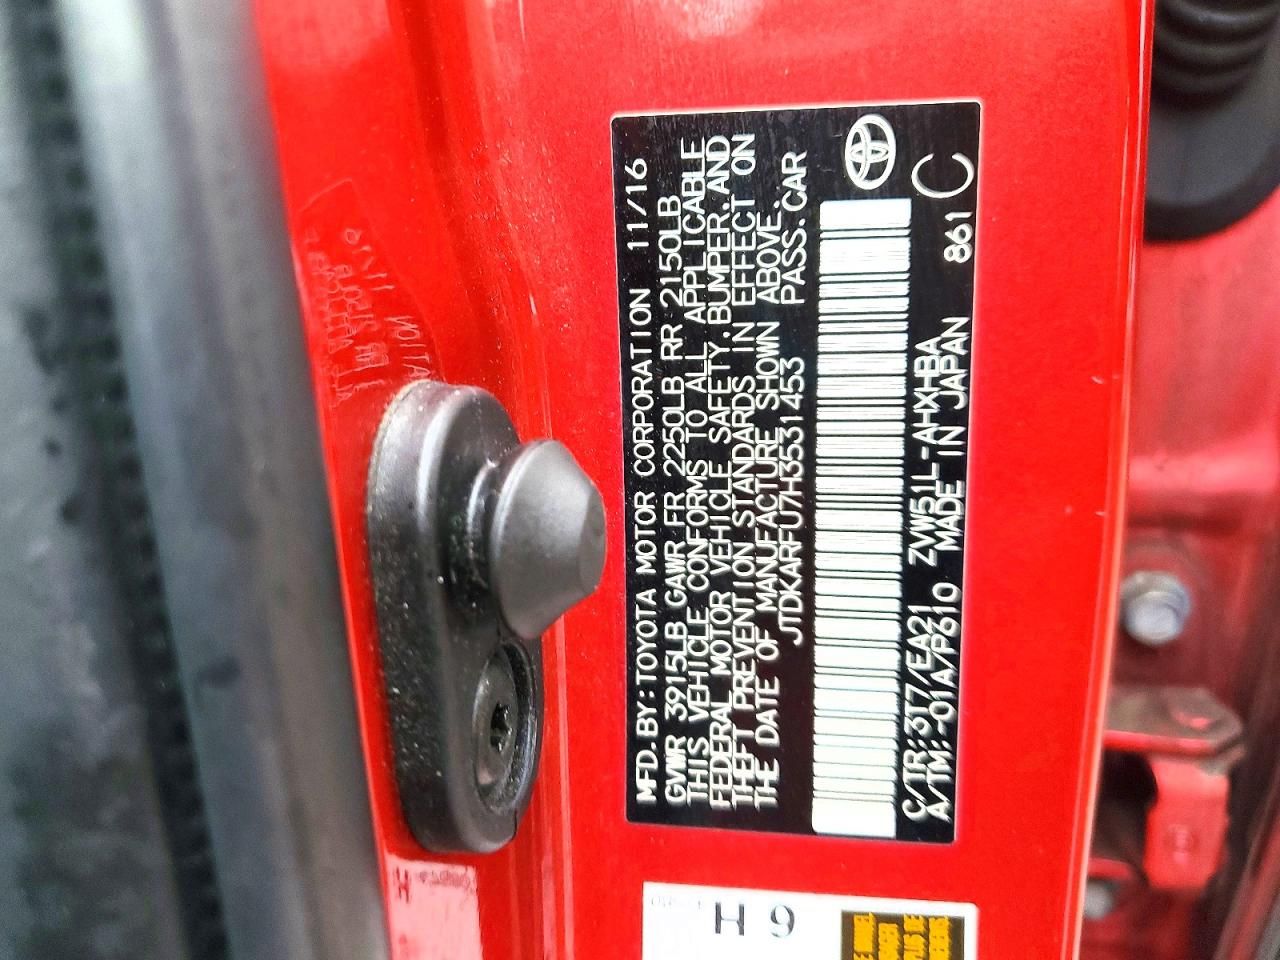 MFD. BY: TOYOTA MOTOR CORPORATION 11/16
GVWR 3915LB GAWR FR 2250LB RR 2150LB
THIS VEHICLE CONFORMS TO ALL APPLICABLE
FEDERAL MOTOR VEHICLE SAFETY, BUMPER, AND
THEFT PREVENTION STANDARDS IN EFFECT ON
THE DATE OF MANUFACTURE SHOWN ABOVE.
JTDKARFU7H3531453 PASS. CAR
C/TR: 3T7/EA21 ZVW51L-AHXHBA
A/TM: -01A/P610 MADE IN JAPAN 861 C
H 9